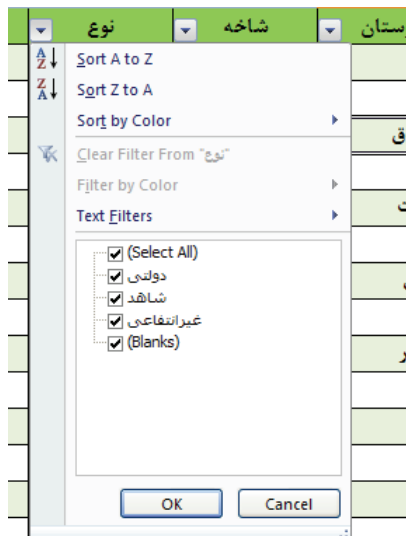 وستان شاخه نوع
Sort A to Z
Sort Z to A
Sort by Color
Clear Filter From "نوع"
Filter by Color
Text Filters
(Select All)
دولتی
شاهد
غیرانتفاعی
(Blanks)
OK Cancel